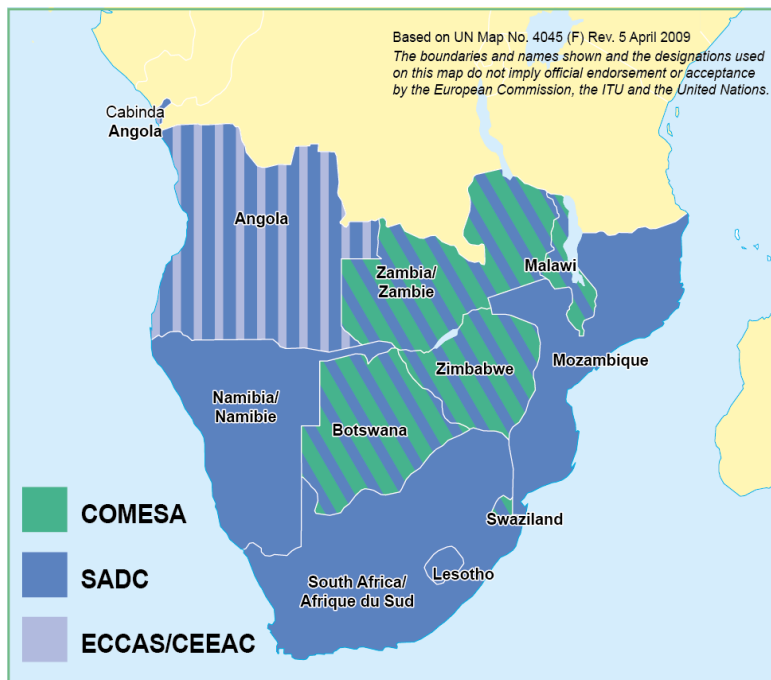 Based on UN Map No. 4045 (F) Rev. 5 April 2009
The boundaries and names shown and the designations used
on this map do not imply official endorsement or acceptance
by the European Commission, the ITU and the United Nations.
Cabinda
Angola
Angola
Zambia/
Zambie
Malawi
Mozambique
Zimbabwe
Namibia/
Namibie
Botswana
Swaziland
Lesotho
South Africa/
Afrique du Sud
COMESA
SADC
ECCAS/CEEAC